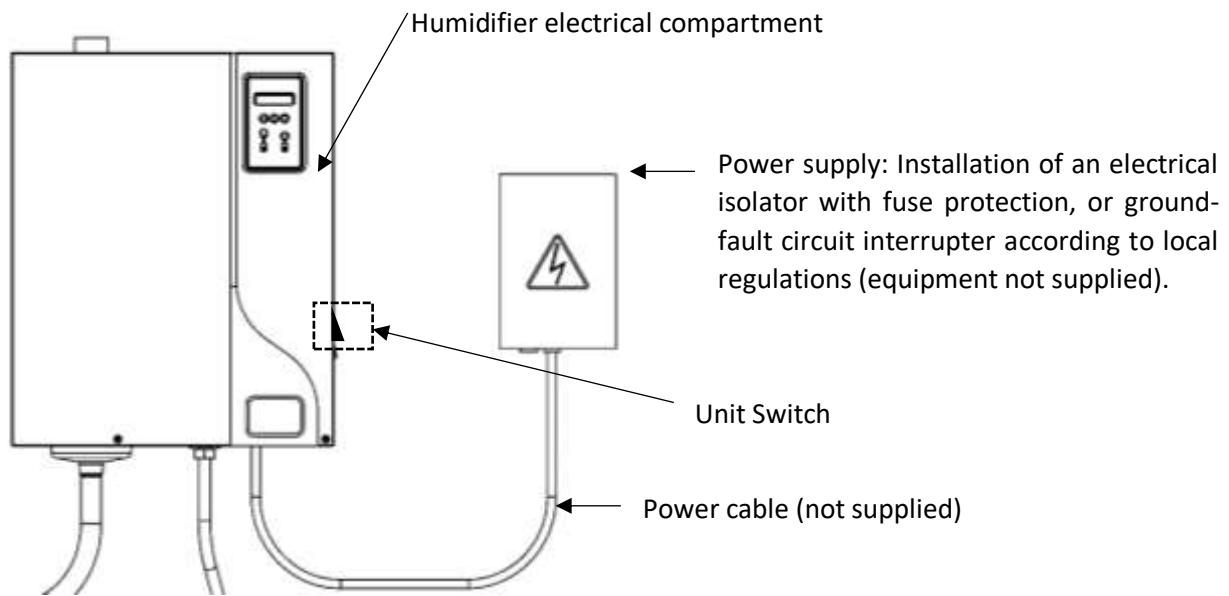 Humidifier electrical compartment
Power supply: Installation of an electrical
isolator with fuse protection, or ground-
fault circuit interrupter according to local
regulations (equipment not supplied).
Unit Switch
Power cable (not supplied)